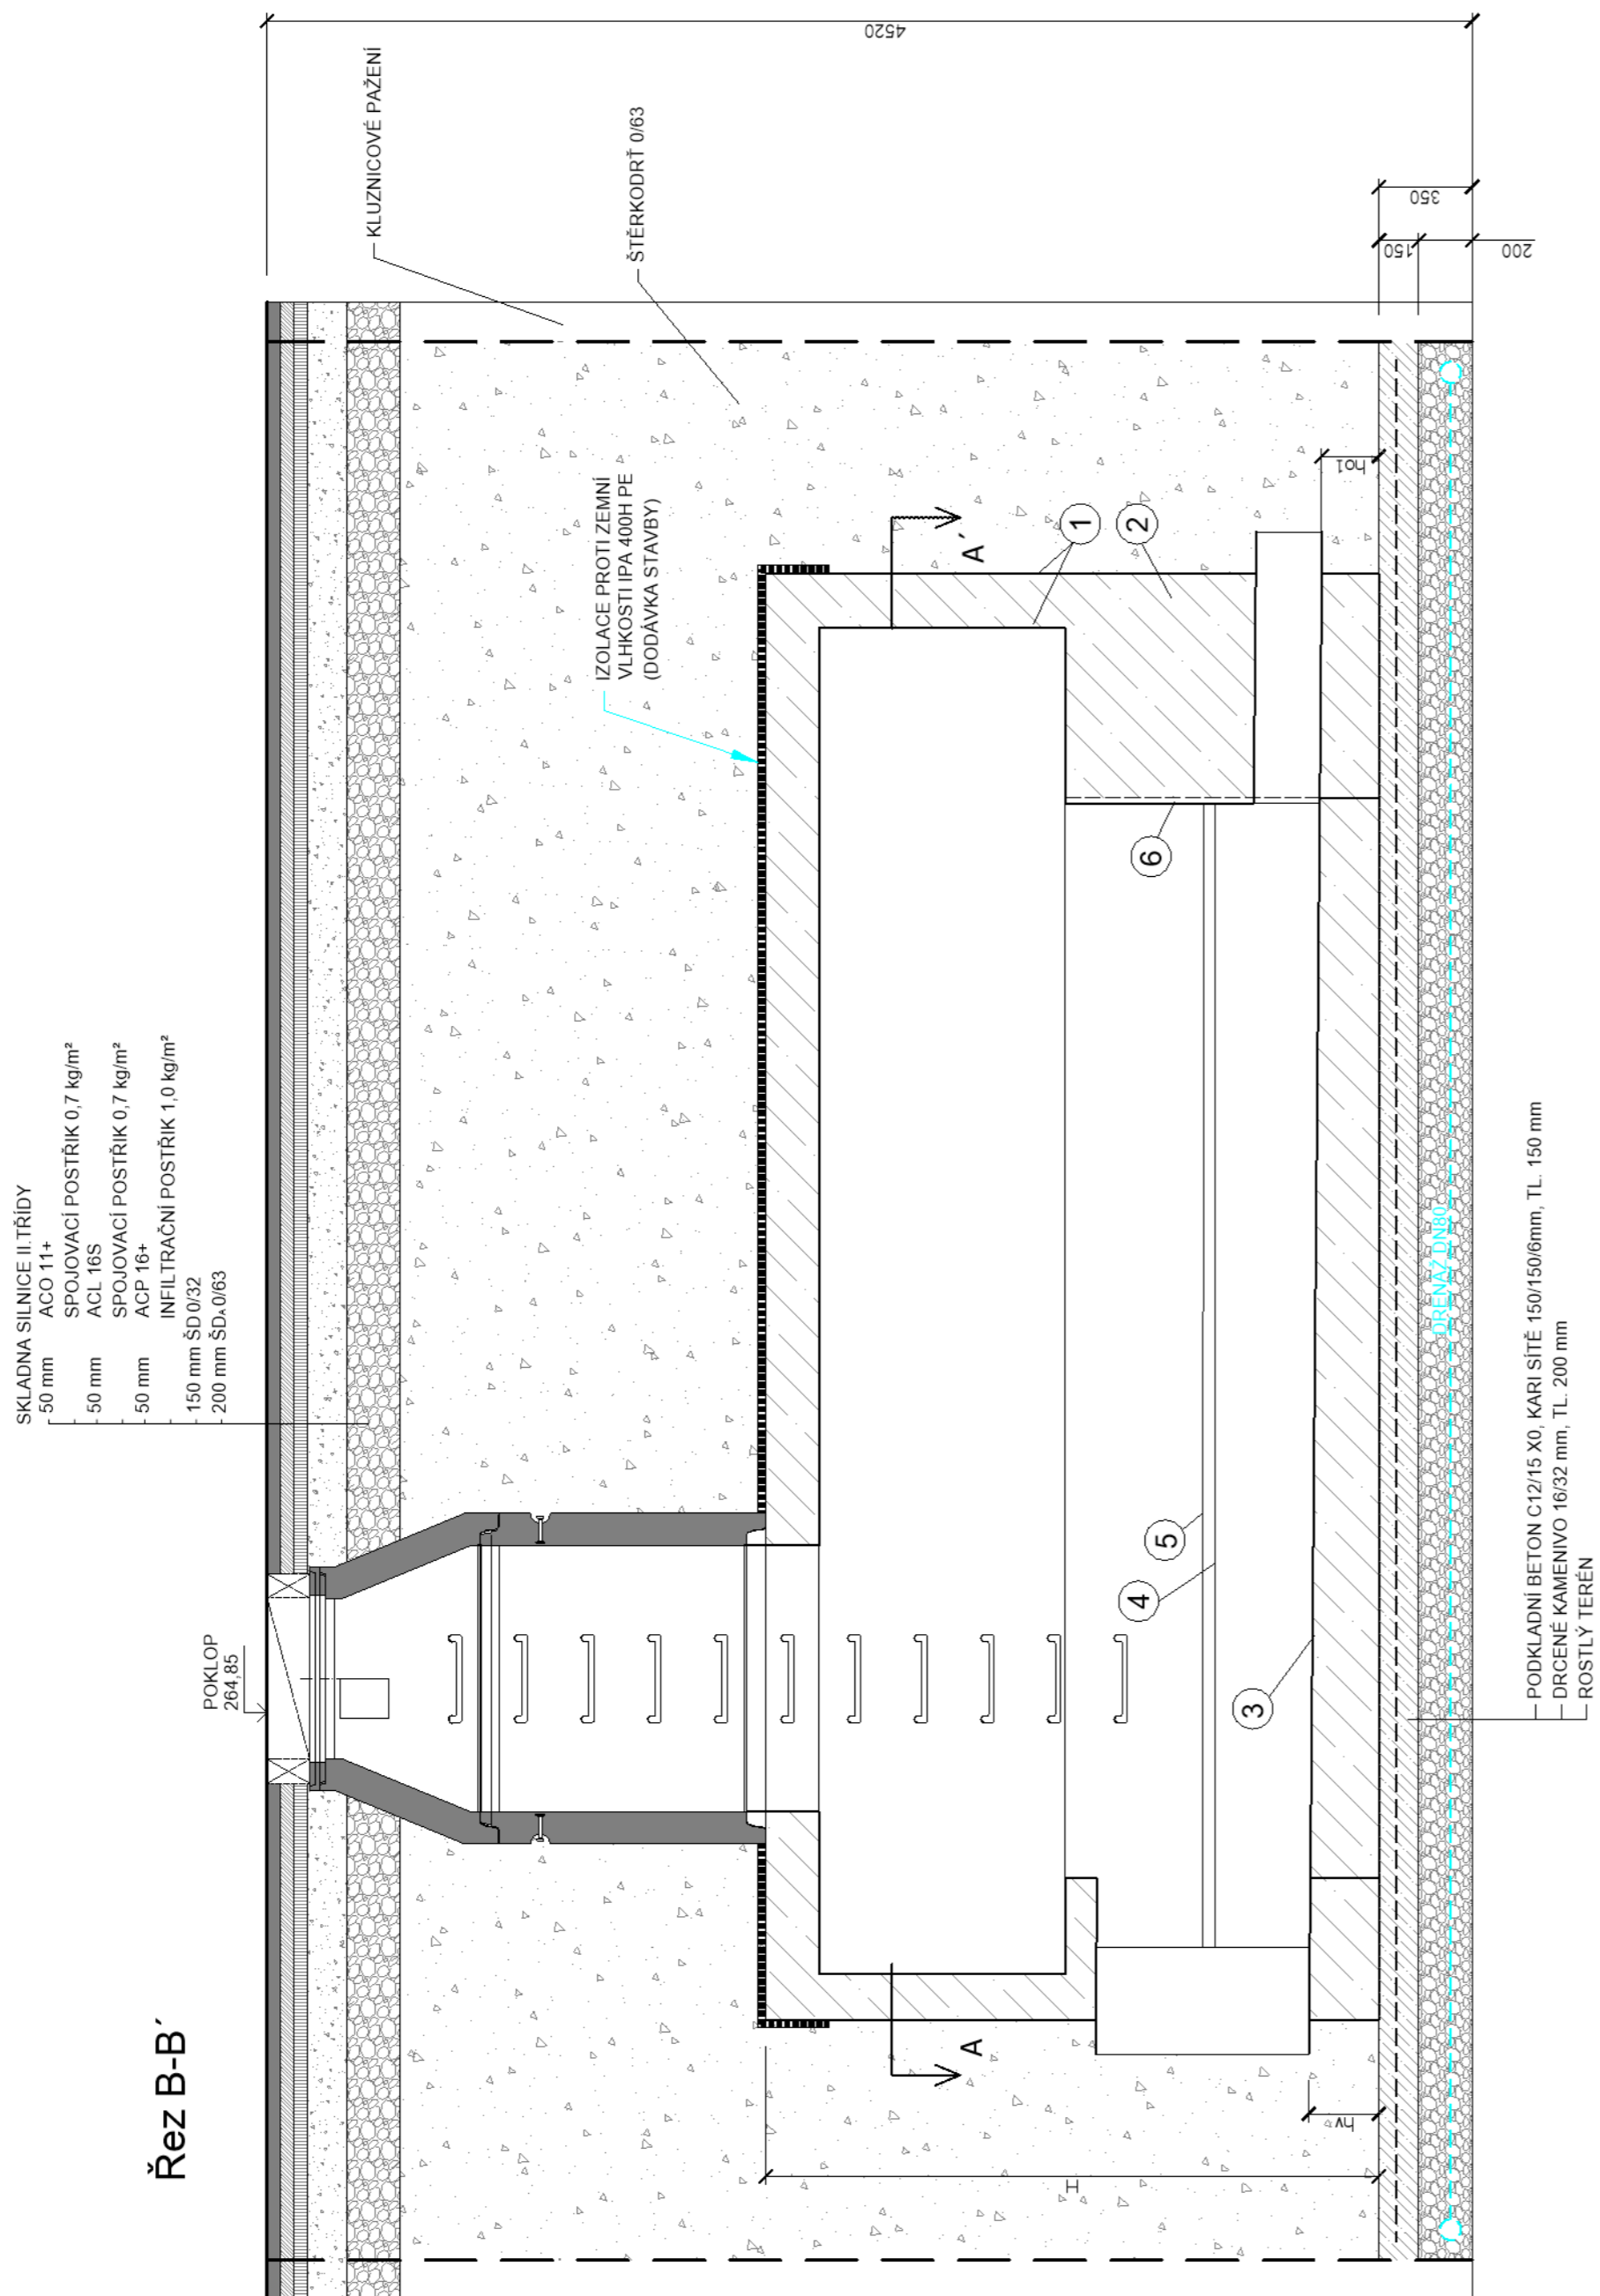 Řez B-B´
SKLADNA SILNICE II.TŘÍDY
50 mm ACO 11+
SPOJOVACÍ POSTŘIK 0,7 kg/m²
50 mm ACL 16S
SPOJOVACÍ POSTŘIK 0,7 kg/m²
50 mm ACP 16+
INFILTRAČNÍ POSTŘIK 1,0 kg/m²
150 mm ŠD 0/32
200 mm ŠDA 0/63
POKLOP
264,85
KLUZNICOVÉ PAŽENÍ
ŠTĚRKODRŤ 0/63
IZOLACE PROTI ZEMNÍ
VLHKOSTI IPA 400H PE
(DODÁVKA STAVBY)
4520
350
150
200
A
A´
1
2
3
4
5
6
H
hv
ho1
DRENÁŽ DN80
PODKLADNÍ BETON C12/15 X0, KARI SÍTĚ 150/150/6mm, TL. 150 mm
DRCENÉ KAMENIVO 16/32 mm, TL. 200 mm
ROSTLÝ TERÉN